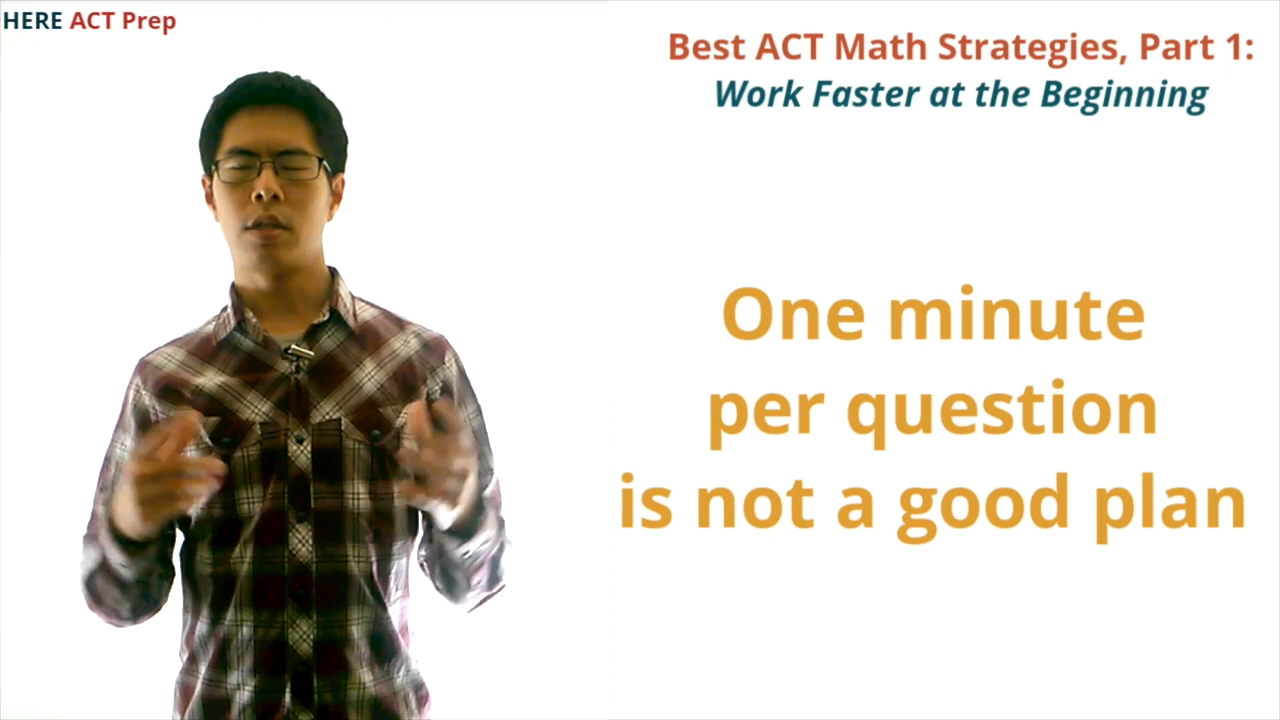 HERE ACT Prep
Best ACT Math Strategies, Part 1:
Work Faster at the Beginning
One minute
per question
is not a good plan